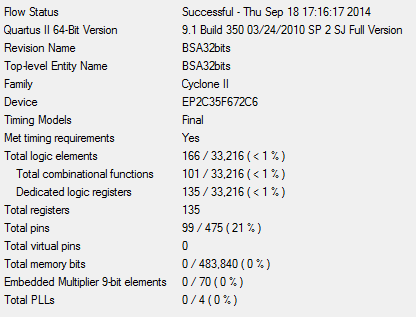 Flow Status Successful - Thu Sep 18 17:16:17 2014
Quartus II 64-Bit Version 9.1 Build 350 03/24/2010 SP 2 SJ Full Version
Revision Name BSA32bits
Top-level Entity Name BSA32bits
Family Cyclone II
Device EP2C35F672C6
Timing Models Final
Met timing requirements Yes
Total logic elements 166 / 33,216 ( < 1 % )
Total combinational functions 101 / 33,216 ( < 1 % )
Dedicated logic registers 135 / 33,216 ( < 1 % )
Total registers 135
Total pins 99 / 475 ( 21 % )
Total virtual pins 0
Total memory bits 0 / 483,840 ( 0 % )
Embedded Multiplier 9-bit elements 0 / 70 ( 0 % )
Total PLLs 0 / 4 ( 0 % )